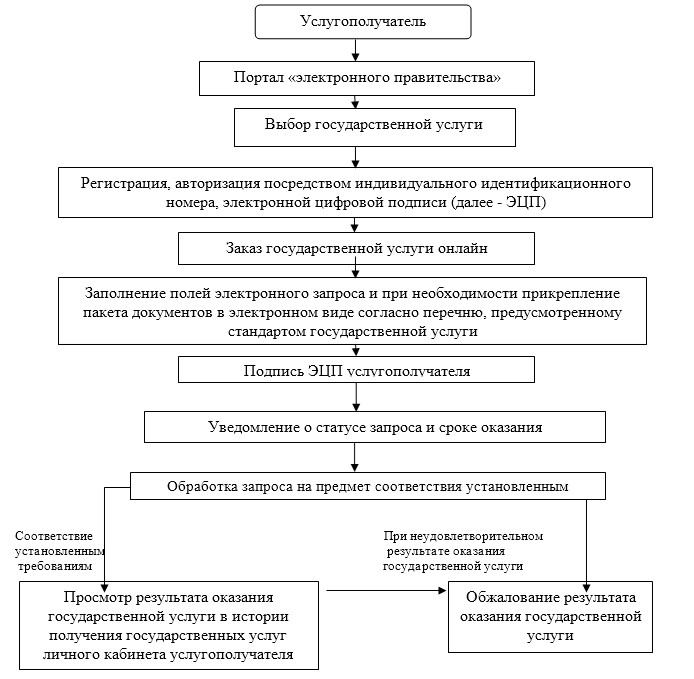 Услугополучатель
Портал «электронного правительства»
Выбор государственной услуги
Регистрация, авторизация посредством индивидуального идентификационного
номера, электронной цифровой подписи (далее - ЭЦП)
Заказ государственной услуги онлайн
Заполнение полей электронного запроса и при необходимости прикрепление
пакета документов в электронном виде согласно перечню, предусмотренному
стандартом государственной услуги
Подпись ЭЦП услугополучателя
Уведомление о статусе запроса и сроке оказания
Обработка запроса на предмет соответствия установленным
Соответствие
установленным
требованиям
При неудовлетворительном
результате оказания
государственной услуги
Просмотр результата оказания
государственной услуги в истории
получения государственных услуг
личного кабинета услугополучателя
Обжалование результата
оказания государственной
услуги